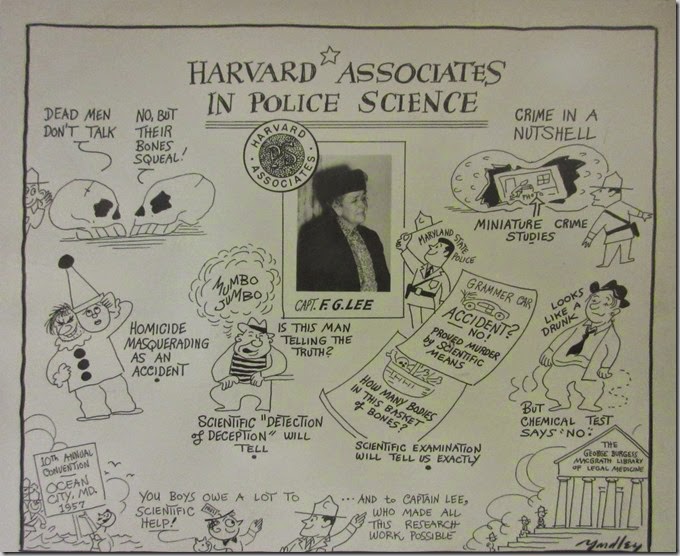 HARVARD ASSOCIATES
IN POLICE SCIENCE
DEAD MEN
DON'T TALK
NO, BUT
THEIR
BONES
SQUEAL!
HARVARD
ASSOCIATES
CAPT. F.G. LEE
CRIME IN A
NUTSHELL
MINIATURE CRIME
STUDIES
MARYLAND STATE
POLICE
HOMICIDE
MASQUERADING
AS AN
ACCIDENT
MUMBO
JUMBO
IS THIS MAN
TELLING THE
TRUTH?
SCIENTIFIC "DETECTION
of DECEPTION" WILL
TELL
GRAMMER CAR
ACCIDENT?
NO!
PROVED MURDER
by SCIENTIFIC
MEANS
HOW MANY BODIES
IN THIS BASKET
of BONES?
SCIENTIFIC EXAMINATION
WILL TELL US EXACTLY
LOOKS
LIKE A
DRUNK
BUT
CHEMICAL TEST
SAYS "NO"
10TH ANNUAL
CONVENTION
OCEAN
CITY, MD.
1957
YOU BOYS OWE A LOT TO
SCIENTIFIC
HELP!
...AND to CAPTAIN LEE,
WHO MADE ALL
THIS RESEARCH
WORK POSSIBLE
THE
GEORGE BURGESS
MAGRATH LIBRARY
OF LEGAL MEDICINE
Yardley